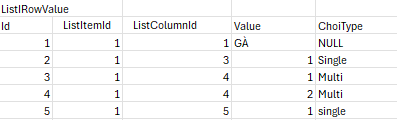 ListIRowValue
Id ListItemId ListColumnId Value ChoiType
1 1 1 GÀ NULL
2 1 3 1 Single
3 1 4 1 Multi
4 1 4 2 Multi
5 1 5 1 single